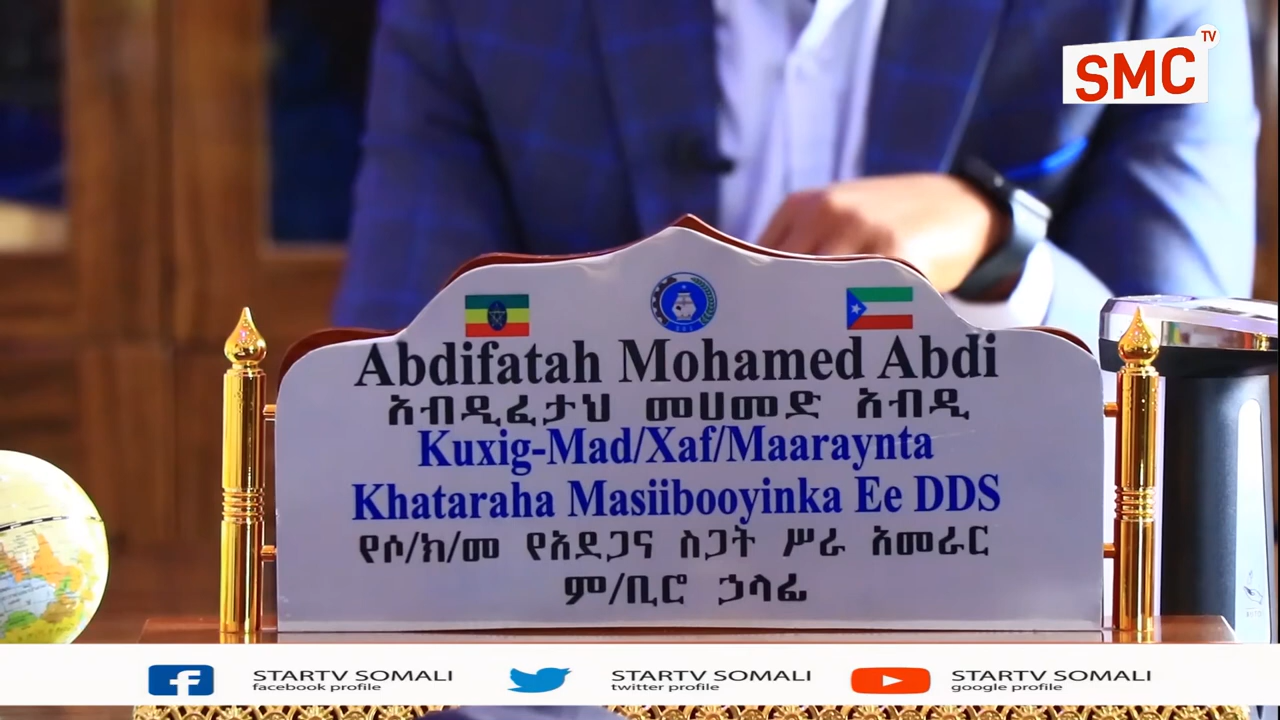 SMC TV
Abdifatah Mohamed Abdi
አብዲፈታህ መሀመድ አብዲ
Kuxig-Mad/Xaf/Maaraynta
Khataraha Masiibooyinka Ee DDS
የሶ/ክ/መ የአደጋና ስጋት ሥራ አመራር
ም/ቢሮ ኃላፊ
STARTV SOMALI
facebook profile
STARTV SOMALI
twitter profile
STARTV SOMALI
google profile